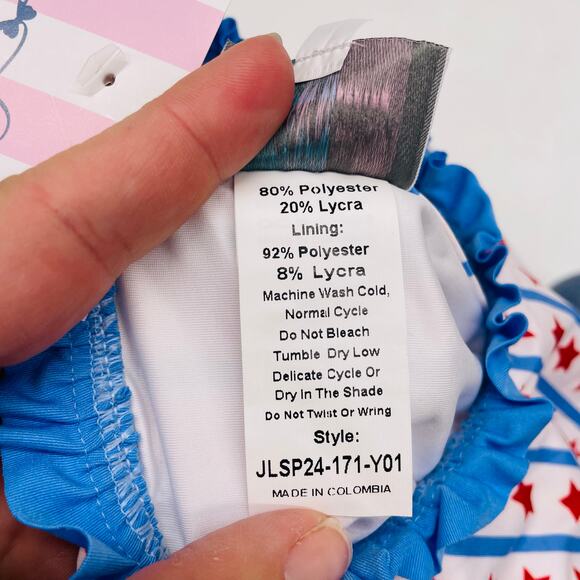 80% Polyester
20% Lycra
Lining:
92% Polyester
8% Lycra
Machine Wash Cold,
Normal Cycle
Do Not Bleach
Tumble Dry Low
Delicate Cycle Or
Dry In The Shade
Do Not Twist Or Wring
Style:
JLSP24-171-Y01
MADE IN COLOMBIA